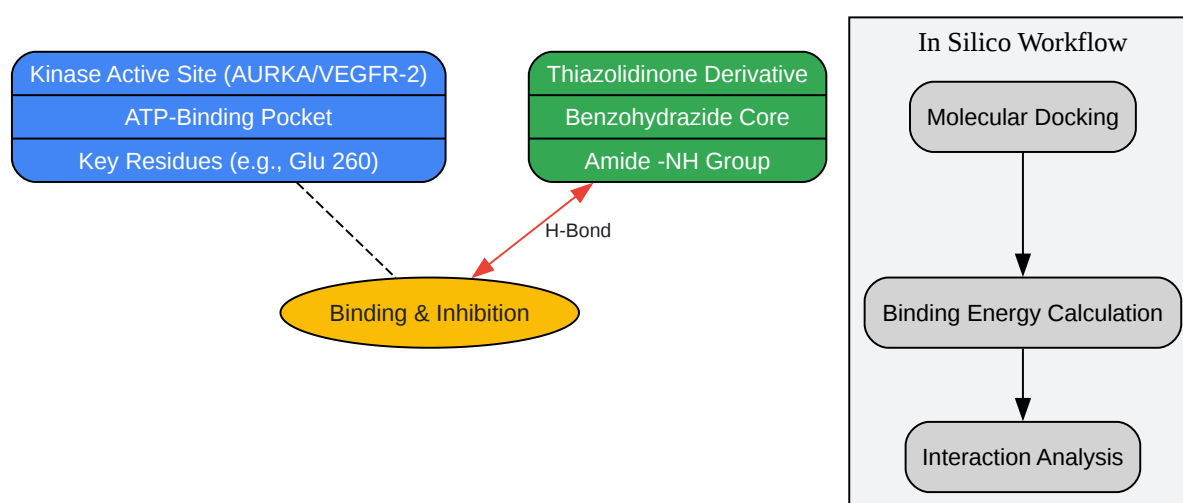 Kinase Active Site (AURKA/VEGFR-2)
ATP-Binding Pocket
Key Residues (e.g., Glu 260)
Thiazolidinone Derivative
Benzohydrazide Core
Amide -NH Group
H-Bond
Binding & Inhibition
In Silico Workflow
Molecular Docking
Binding Energy Calculation
Interaction Analysis